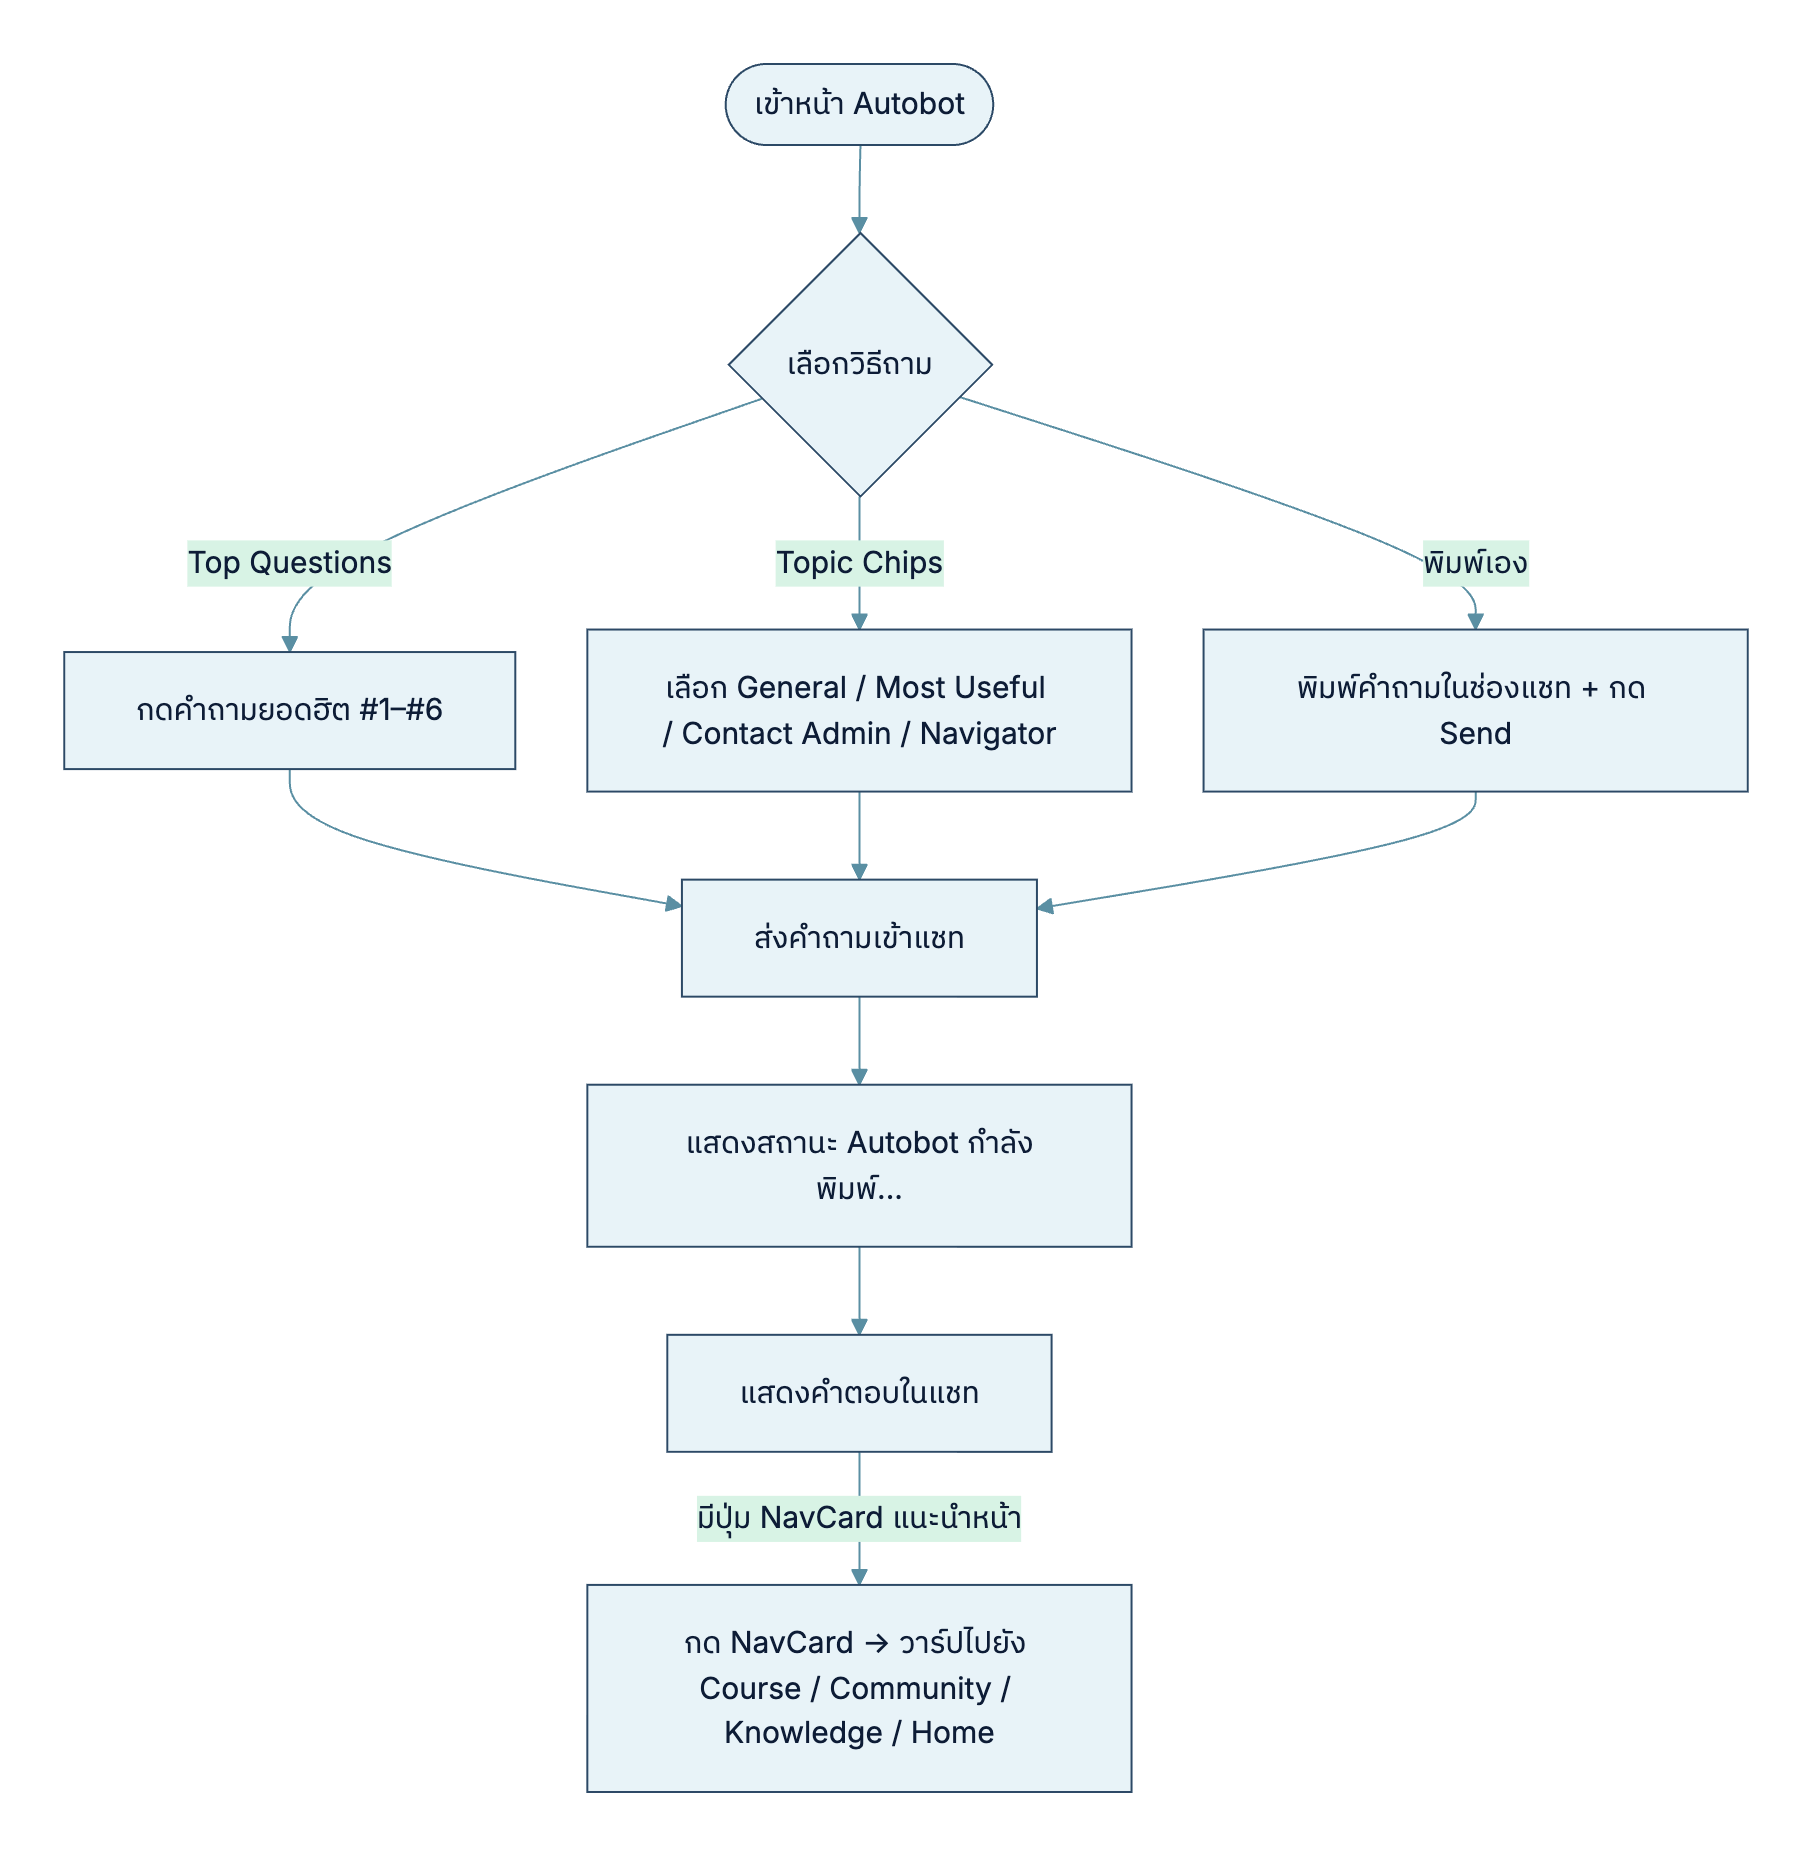 เข้าหน้า Autobot
เลือกวิธีถาม
Top Questions
Topic Chips
พิมพ์เอง
กดคำถามยอดฮิต #1–#6
เลือก General / Most Useful
/ Contact Admin / Navigator
พิมพ์คำถามในช่องแชท + กด
Send
ส่งคำถามเข้าแชท
แสดงสถานะ Autobot กำลัง
พิมพ์...
แสดงคำตอบในแชท
มีปุ่ม NavCard แนะนำหน้า
กด NavCard → วาร์ปไปยัง
Course / Community /
Knowledge / Home